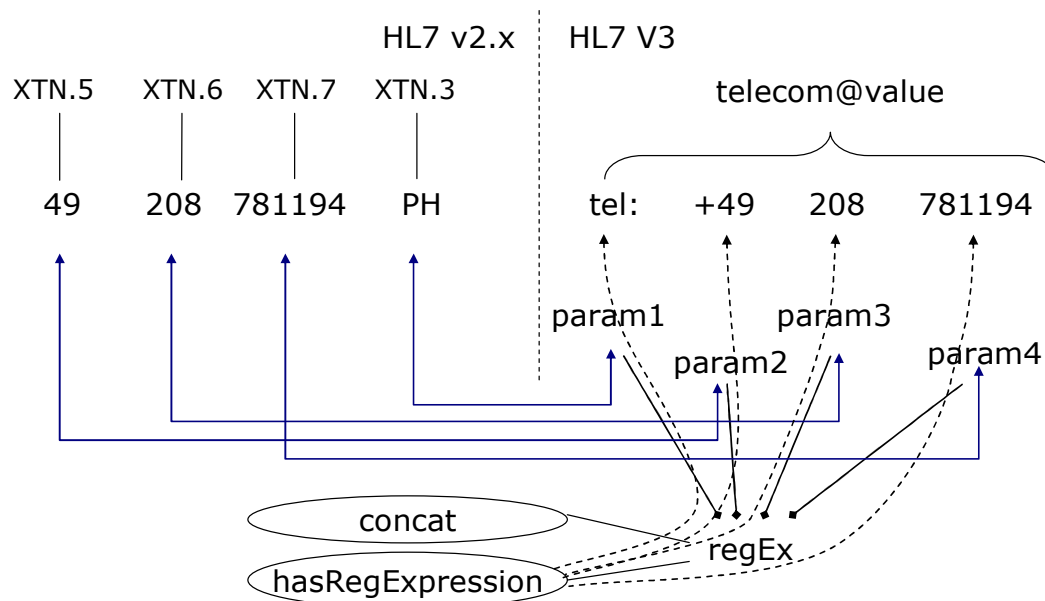 HL7 v2.x HL7 V3
XTN.5 XTN.6 XTN.7 XTN.3 telecom@value
49 208 781194 PH tel: +49 208 781194
param1 param3
param2 param4
concat
regEx
hasRegExpression